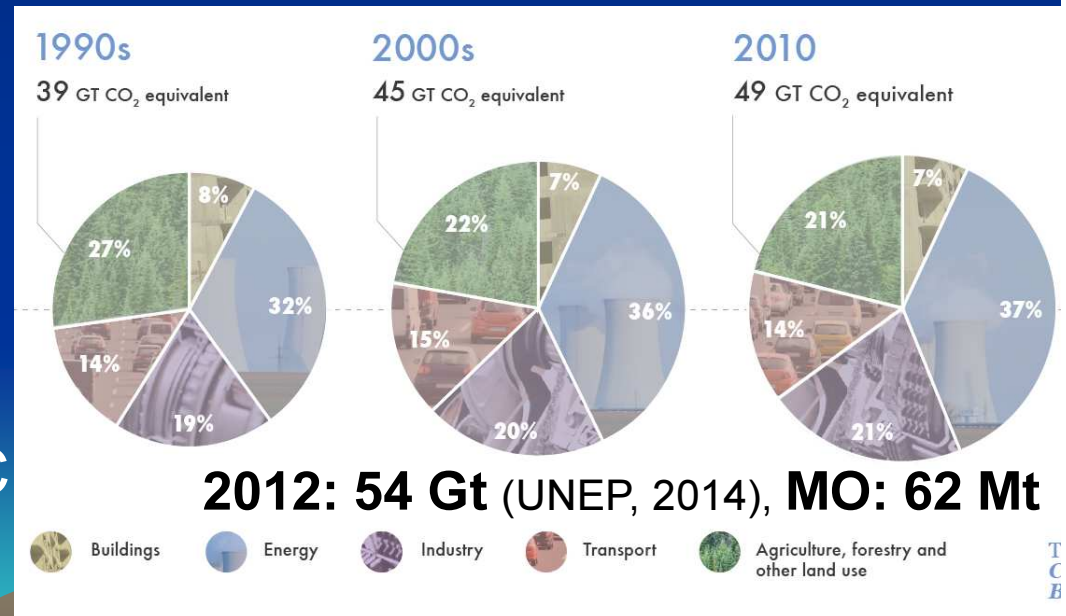 1990s
39 GT CO₂ equivalent
2000s
45 GT CO₂ equivalent
2010
49 GT CO₂ equivalent
8%
32%
19%
14%
27%
7%
36%
20%
15%
22%
7%
37%
21%
14%
21%
C
2012: 54 Gt (UNEP, 2014), MO: 62 Mt
Buildings
Energy
Industry
Transport
Agriculture, forestry and
other land use
T
C
B